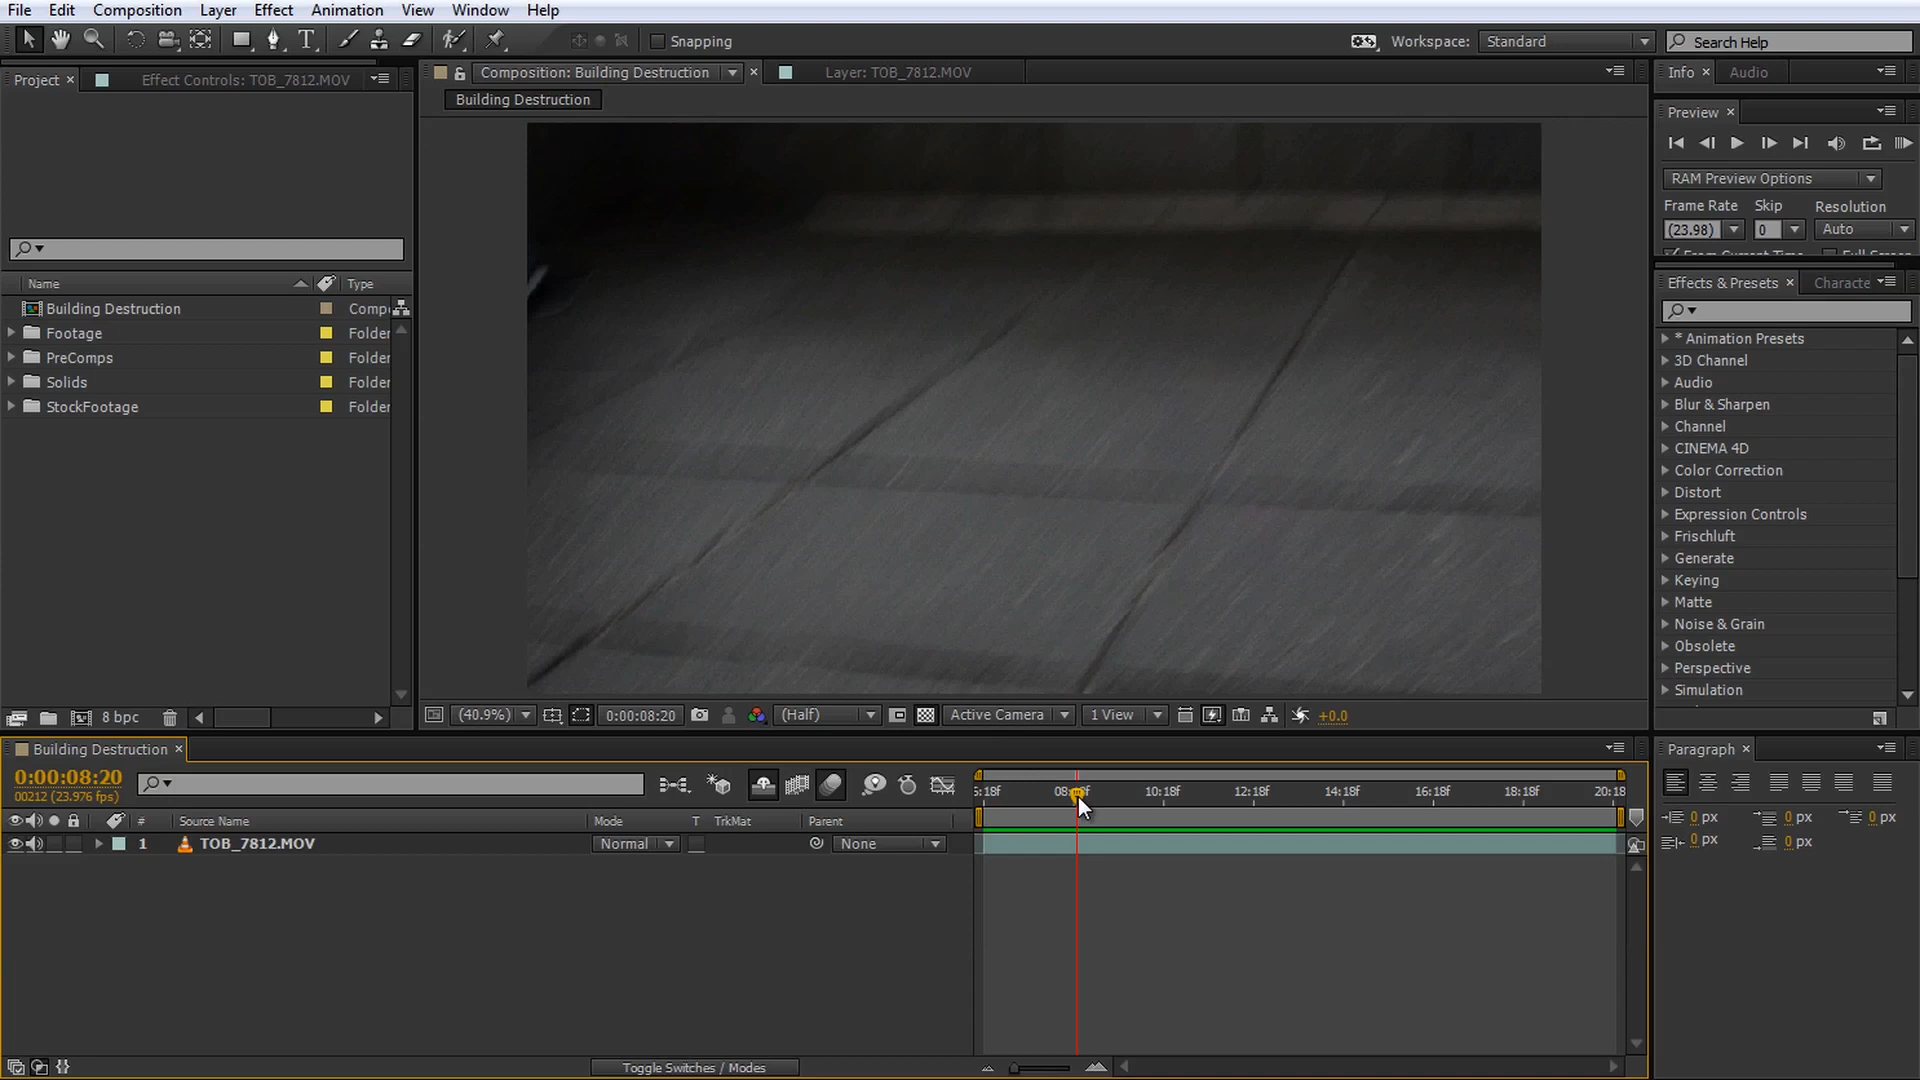 File Edit Composition Layer Effect Animation View Window Help
Snapping
Workspace: Standard
Search Help
Project Effect Controls: TOB_7812.MOV
Composition: Building Destruction
Layer: TOB_7812.MOV
Building Destruction
Info Audio
Preview
RAM Preview Options
Frame Rate Skip Resolution
(23.98) 0 Auto
Name Type
Building Destruction Comp
Footage Folder
PreComps Folder
Solids Folder
StockFootage Folder
Effects & Presets Characte
* Animation Presets
3D Channel
Audio
Blur & Sharpen
Channel
CINEMA 4D
Color Correction
Distort
Expression Controls
Frischluft
Generate
Keying
Matte
Noise & Grain
Obsolete
Perspective
Simulation
8 bpc
(40.9%) 0:00:08:20 (Half) Active Camera 1 View +0.0
Building Destruction
0:00:08:20
00212 (23.976 fps)
5:18f 10:18f 12:18f 14:18f 16:18f 18:18f 20:18
# Source Name Mode T TrkMat Parent
1 TOB_7812.MOV Normal None
Toggle Switches / Modes
Paragraph
0 px 0 px 0 px
0 px 0 px